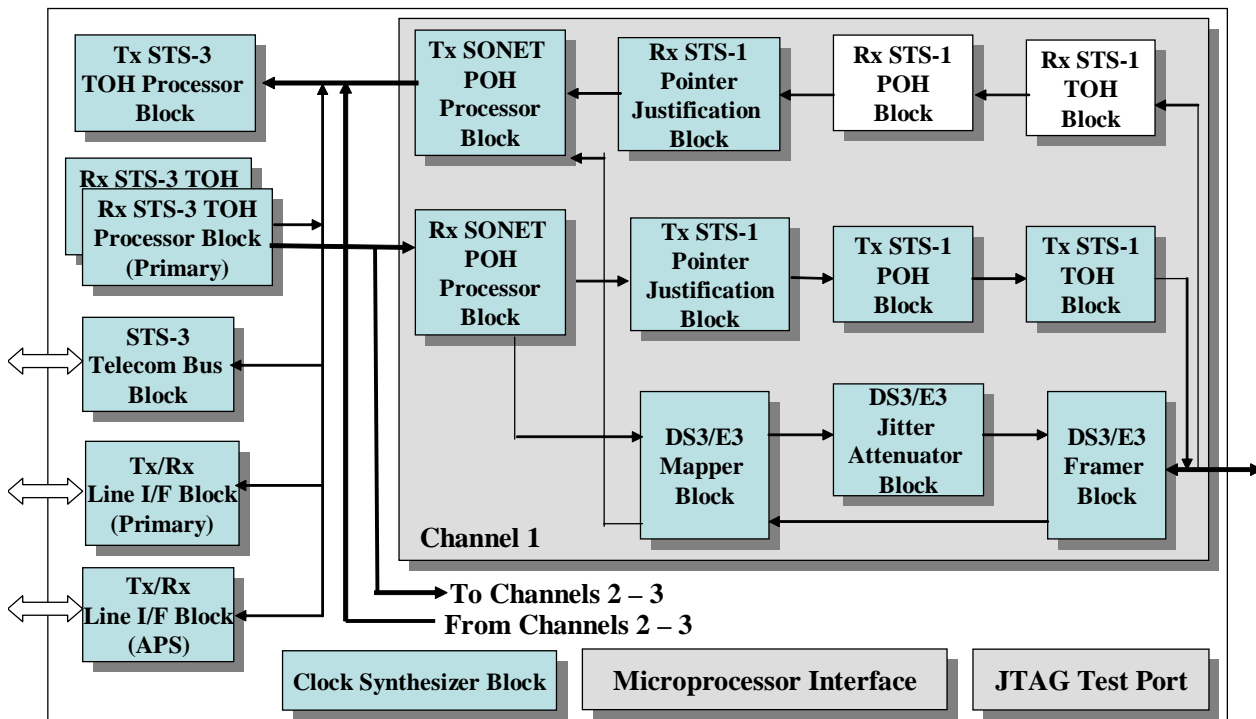 Tx STS-3
TOH Processor
Block
Tx SONET
POH
Processor
Block
Rx STS-1
Pointer
Justification
Block
Rx STS-1
POH
Block
Rx STS-1
TOH
Block
Rx STS-3 TOH
Rx STS-3 TOH
Processor Block
(Primary)
Rx SONET
POH
Processor
Block
Tx STS-1
Pointer
Justification
Block
Tx STS-1
POH
Block
Tx STS-1
TOH
Block
STS-3
Telecom Bus
Block
DS3/E3
Mapper
Block
DS3/E3
Jitter
Attenuator
Block
DS3/E3
Framer
Block
Tx/Rx
Line I/F Block
(Primary)
Channel 1
Tx/Rx
Line I/F Block
(APS)
To Channels 2 – 3
From Channels 2 – 3
Clock Synthesizer Block
Microprocessor Interface
JTAG Test Port